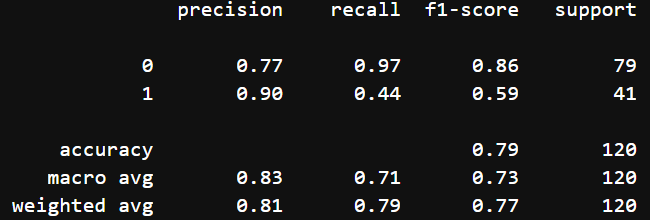 precision recall f1-score support
0 0.77 0.97 0.86 79
1 0.90 0.44 0.59 41
accuracy 0.79 120
macro avg 0.83 0.71 0.73 120
weighted avg 0.81 0.79 0.77 120